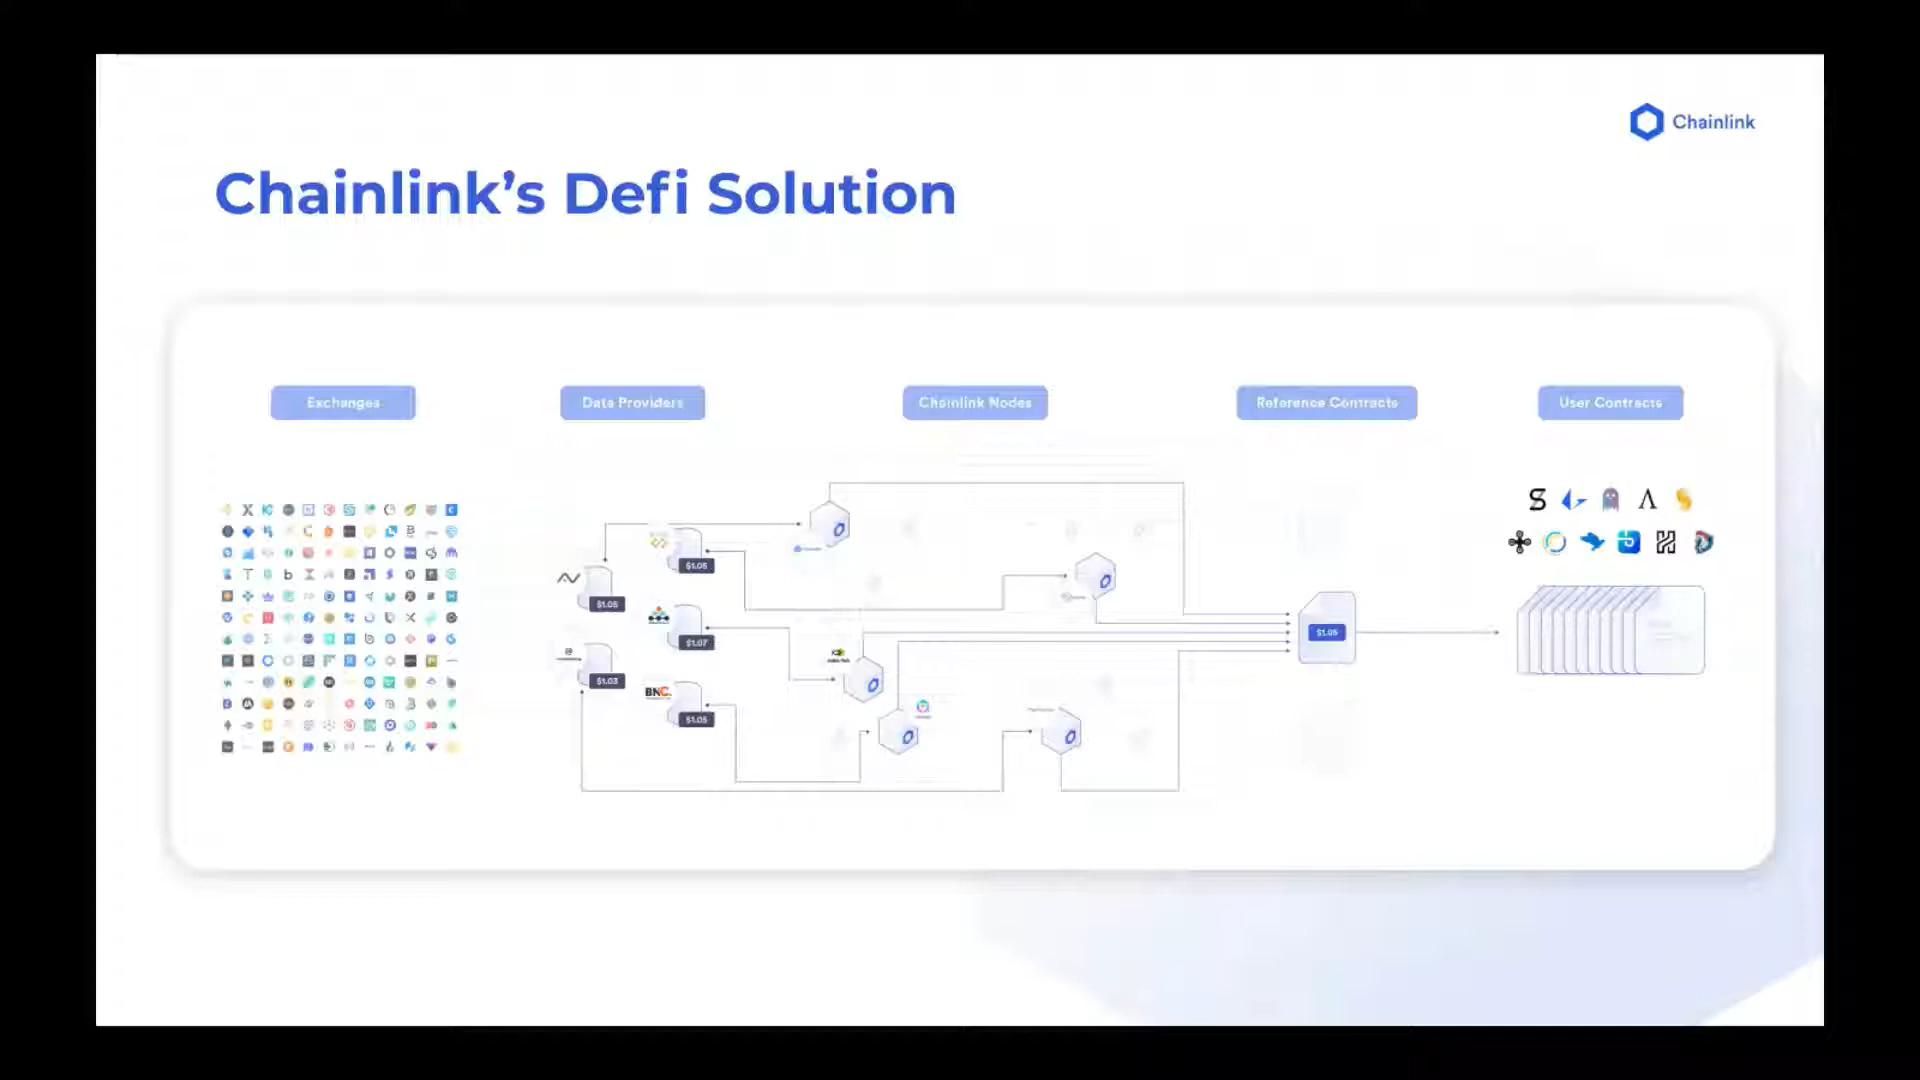 Chainlink
Chainlink's Defi Solution
Exchanges
Data Providers
Chainlink Nodes
Reference Contracts
User Contracts
$1.05
$1.05
$1.07
$1.03
BNC
$1.05
$1.05